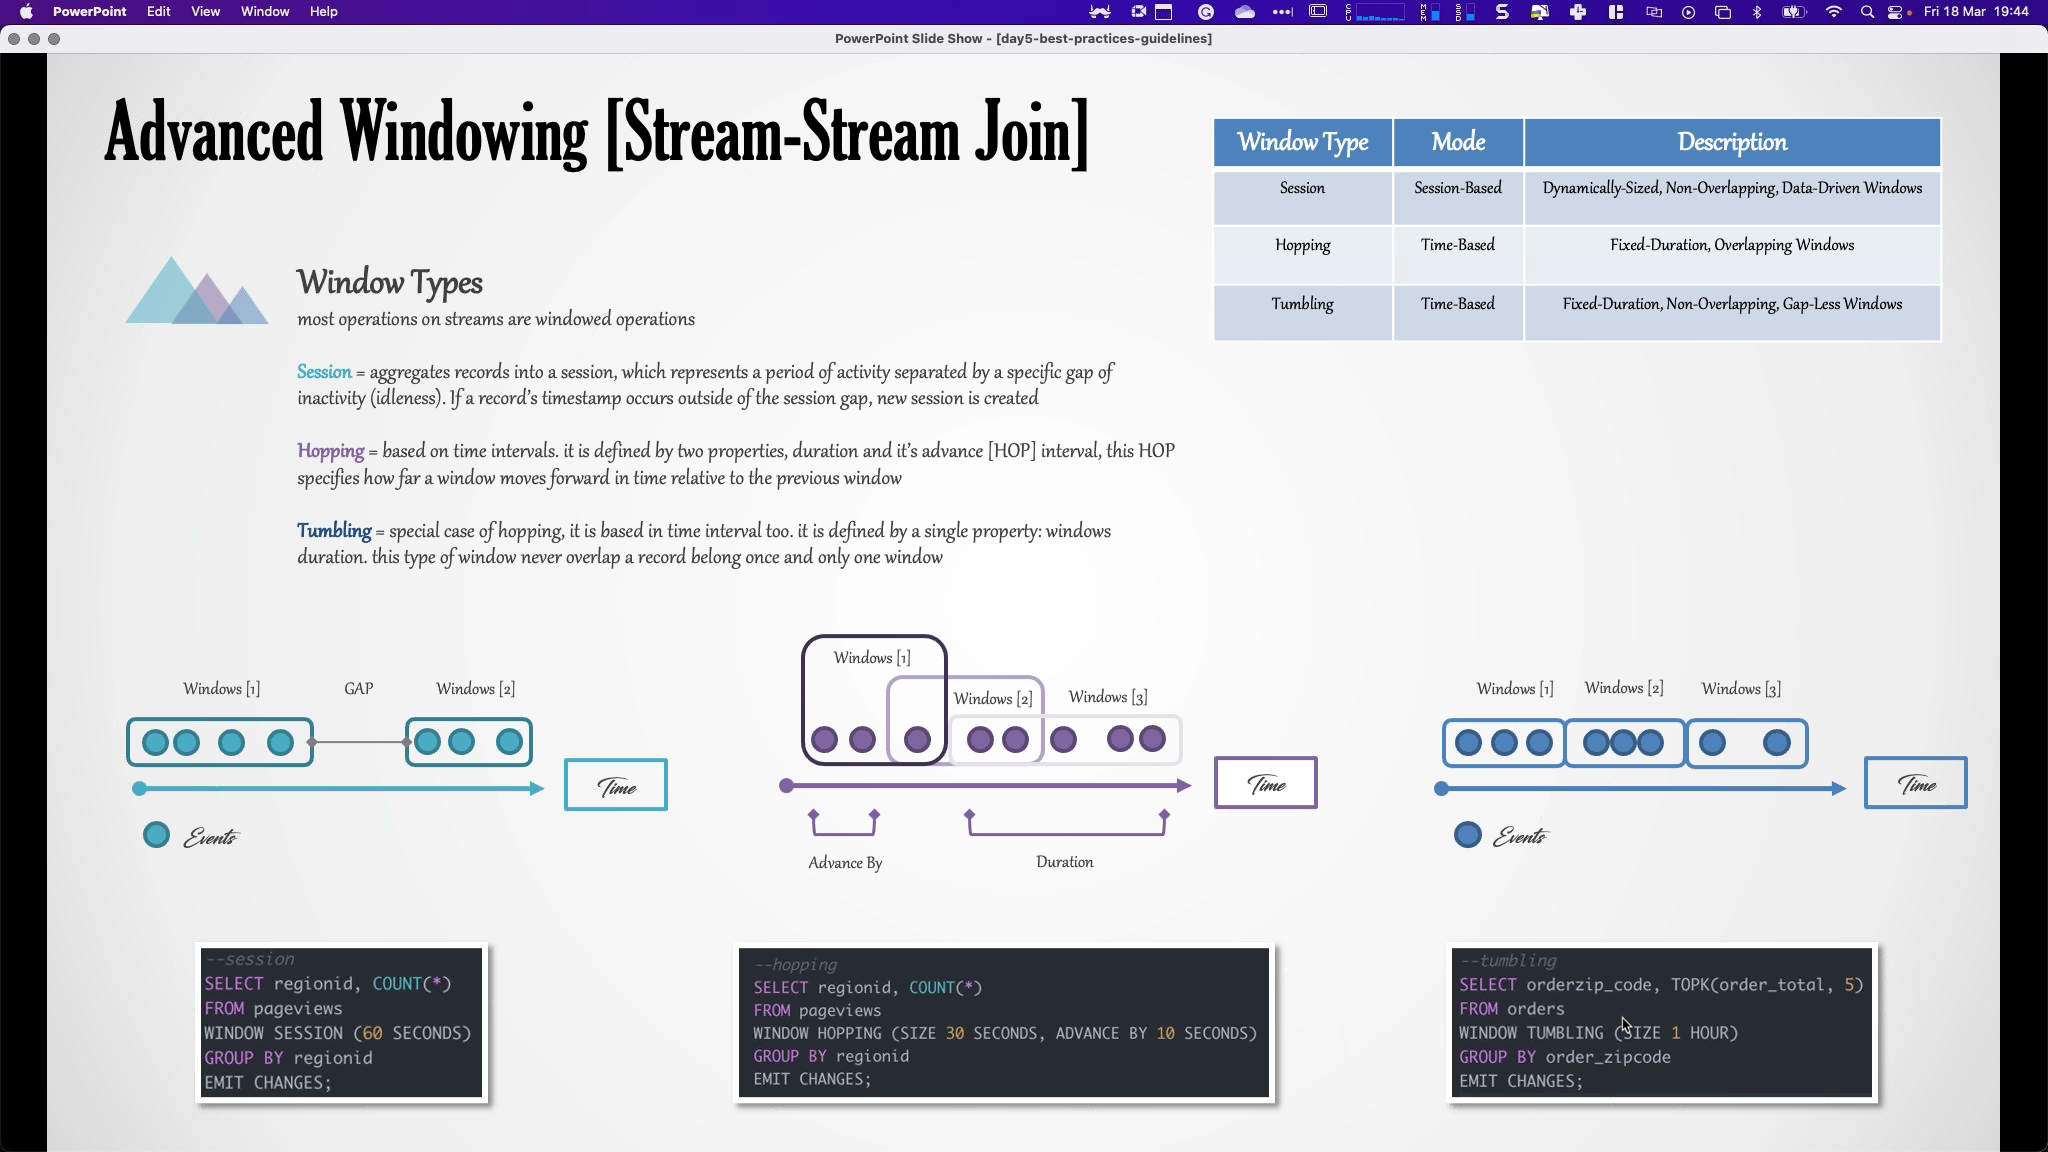 PowerPoint Edit View Window Help
Fri 18 Mar 19:44
PowerPoint Slide Show - [day5-best-practices-guidelines]
Advanced Windowing [Stream-Stream Join]
Window Type Mode Description
Session Session-Based Dynamically-Sized, Non-Overlapping, Data-Driven Windows
Hopping Time-Based Fixed-Duration, Overlapping Windows
Tumbling Time-Based Fixed-Duration, Non-Overlapping, Gap-Less Windows
Window Types
most operations on streams are windowed operations
Session = aggregates records into a session, which represents a period of activity separated by a specific gap of
inactivity (idleness). If a record's timestamp occurs outside of the session gap, new session is created
Hopping = based on time intervals. it is defined by two properties, duration and it's advance [HOP] interval, this HOP
specifies how far a window moves forward in time relative to the previous window
Tumbling = special case of hopping, it is based in time interval too. it is defined by a single property: windows
duration. this type of window never overlap a record belong once and only one window
Windows [1] GAP Windows [2]
Time
Events
Windows [1]
Windows [2] Windows [3]
Time
Advance By Duration
Windows [1] Windows [2] Windows [3]
Time
Events
--session
SELECT regionid, COUNT(*)
FROM pageviews
WINDOW SESSION (60 SECONDS)
GROUP BY regionid
EMIT CHANGES;
--hopping
SELECT regionid, COUNT(*)
FROM pageviews
WINDOW HOPPING (SIZE 30 SECONDS, ADVANCE BY 10 SECONDS)
GROUP BY regionid
EMIT CHANGES;
--tumbling
SELECT orderzip_code, TOPK(order_total, 5)
FROM orders
WINDOW TUMBLING (SIZE 1 HOUR)
GROUP BY order_zipcode
EMIT CHANGES;